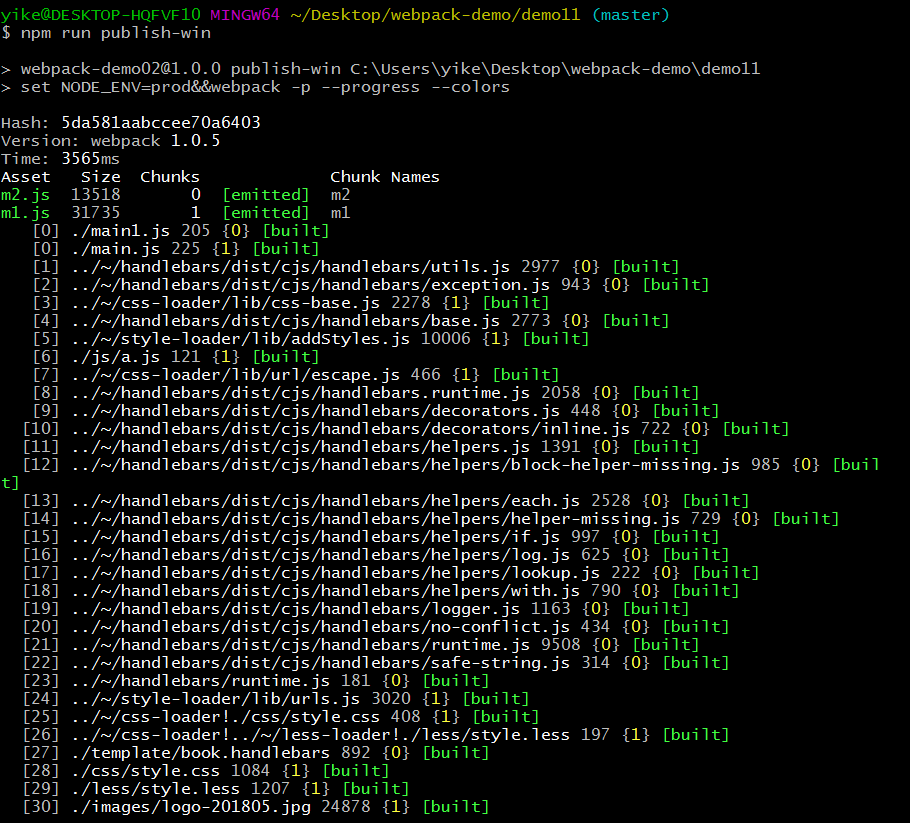 yike@DESKTOP-HQFVF10 MINGW64 ~/Desktop/webpack-demo/demo11 (master)
$ npm run publish-win
> webpack-demo02@1.0.0 publish-win C:\Users\yike\Desktop\webpack-demo\demo11
> set NODE_ENV=prod&&webpack -p --progress --colors
Hash: 5da581aabccee70a6403
Version: webpack 1.0.5
Time: 3565ms
Asset   Size  Chunks             Chunk Names
m2.js  13518       0  [emitted]  m2
m1.js  31735       1  [emitted]  m1
   [0] ./main1.js 205 {0} [built]
   [0] ./main.js 225 {1} [built]
   [1] ../~/handlebars/dist/cjs/handlebars/utils.js 2977 {0} [built]
   [2] ../~/handlebars/dist/cjs/handlebars/exception.js 943 {0} [built]
   [3] ../~/css-loader/lib/css-base.js 2278 {1} [built]
   [4] ../~/handlebars/dist/cjs/handlebars/base.js 2773 {0} [built]
   [5] ../~/style-loader/lib/addStyles.js 10006 {1} [built]
   [6] ./js/a.js 121 {1} [built]
   [7] ../~/css-loader/lib/url/escape.js 466 {1} [built]
   [8] ../~/handlebars/dist/cjs/handlebars.runtime.js 2058 {0} [built]
   [9] ../~/handlebars/dist/cjs/handlebars/decorators.js 448 {0} [built]
  [10] ../~/handlebars/dist/cjs/handlebars/decorators/inline.js 722 {0} [built]
  [11] ../~/handlebars/dist/cjs/handlebars/helpers.js 1391 {0} [built]
  [12] ../~/handlebars/dist/cjs/handlebars/helpers/block-helper-missing.js 985 {0} [buil
t]
  [13] ../~/handlebars/dist/cjs/handlebars/helpers/each.js 2528 {0} [built]
  [14] ../~/handlebars/dist/cjs/handlebars/helpers/helper-missing.js 729 {0} [built]
  [15] ../~/handlebars/dist/cjs/handlebars/helpers/if.js 997 {0} [built]
  [16] ../~/handlebars/dist/cjs/handlebars/helpers/log.js 625 {0} [built]
  [17] ../~/handlebars/dist/cjs/handlebars/helpers/lookup.js 222 {0} [built]
  [18] ../~/handlebars/dist/cjs/handlebars/helpers/with.js 790 {0} [built]
  [19] ../~/handlebars/dist/cjs/handlebars/logger.js 1163 {0} [built]
  [20] ../~/handlebars/dist/cjs/handlebars/no-conflict.js 434 {0} [built]
  [21] ../~/handlebars/dist/cjs/handlebars/runtime.js 9508 {0} [built]
  [22] ../~/handlebars/dist/cjs/handlebars/safe-string.js 314 {0} [built]
  [23] ../~/handlebars/runtime.js 181 {0} [built]
  [24] ../~/style-loader/lib/urls.js 3020 {1} [built]
  [25] ../~/css-loader!./css/style.css 408 {1} [built]
  [26] ../~/css-loader!../~/less-loader!./less/style.less 197 {1} [built]
  [27] ./template/book.handlebars 892 {0} [built]
  [28] ./css/style.css 1084 {1} [built]
  [29] ./less/style.less 1207 {1} [built]
  [30] ./images/logo-201805.jpg 24878 {1} [built]